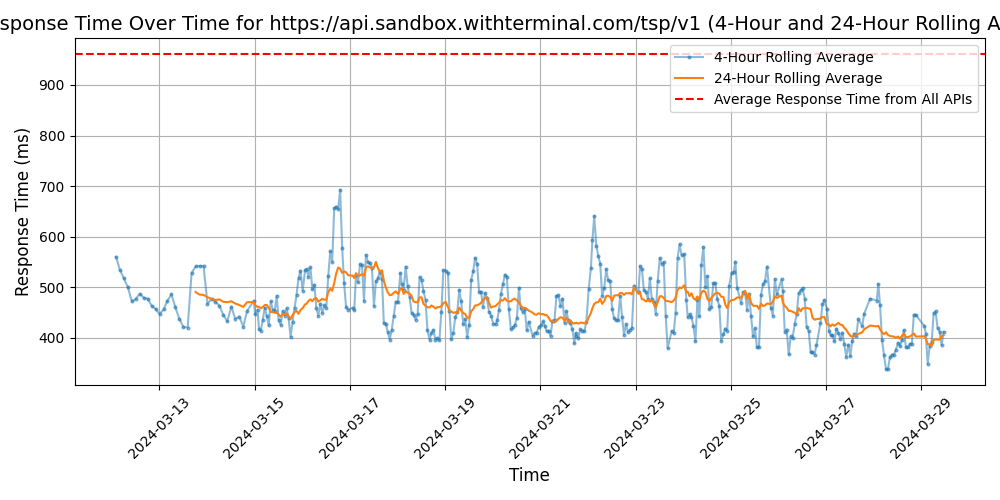 sponse Time Over Time for https://api.sandbox.withterminal.com/tsp/v1 (4-Hour and 24-Hour Rolling A
4-Hour Rolling Average
24-Hour Rolling Average
Average Response Time from All APIs
Response Time (ms)
900
800
700
600
500
400
2024-03-13
2024-03-15
2024-03-17
2024-03-19
2024-03-21
2024-03-23
2024-03-25
2024-03-27
2024-03-29
Time